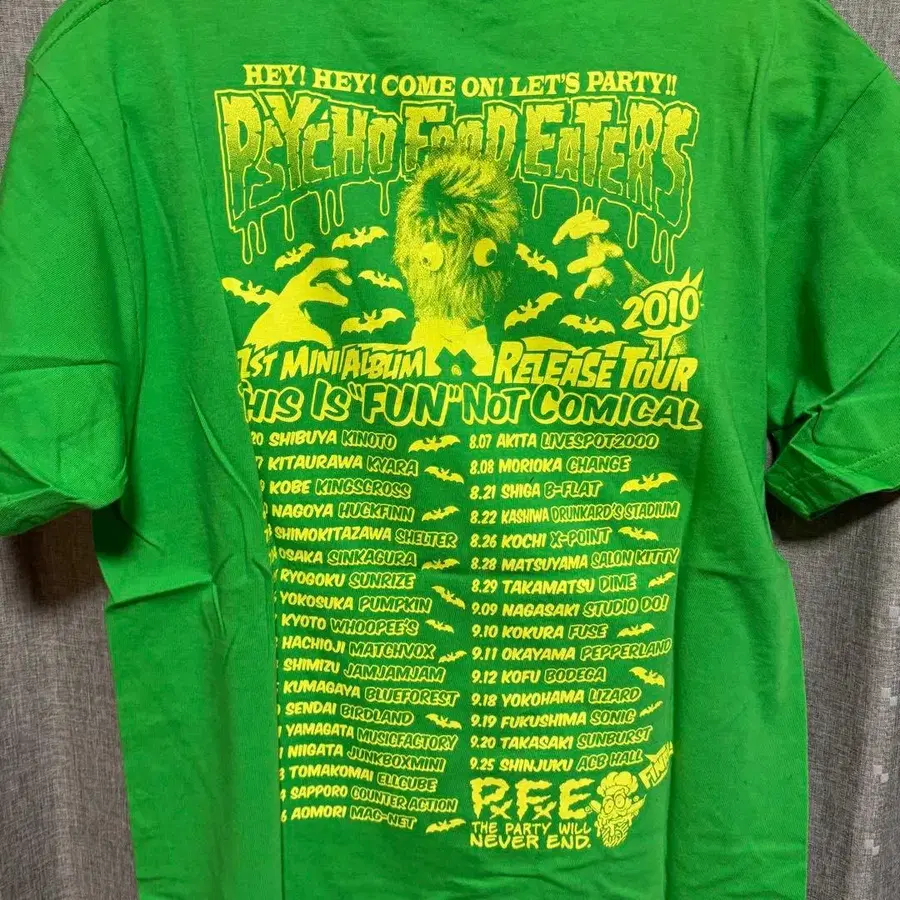 HEY! HEY! COME ON! LET'S PARTY!!
PSYCHO FOOD EATERS
2010
1ST MINI ALBUM RELEASE TOUR
THIS IS "FUN" NOT COMICAL
20 SHIBUYA KINOTO
7 KITAURAWA KYARA
KOBE KINGSCROSS
NAGOYA HUCKFINN
SHIMOKITAZAWA SHELTER
OSAKA SINKAGURA
RYOGOKU SUNRIZE
YOKOSUKA PUMPKIN
KYOTO WHOOPEE'S
HACHIOJI MATCHVOX
SHIMIZU JAMJAMJAM
KUMAGAYA BLUEFOREST
SENDAI BIRDLAND
YAMAGATA MUSICFACTORY
NIIGATA JUNKBOXMINI
TOMAKOMAI ELLCUBE
SAPPORO COUNTER ACTION
AOMORI MAG-NET
8.07 AKITA LIVESPOT2000
8.08 MORIOKA CHANGE
8.21 SHIGA B-FLAT
8.22 KASHIWA DRUNKARD'S STADIUM
8.26 KOCHI X-POINT
8.28 MATSUYAMA SALON KITTY
8.29 TAKAMATSU DIME
9.09 NAGASAKI STUDIO DO!
9.10 KOKURA FUSE
9.11 OKAYAMA PEPPERLAND
9.12 KOFU BODEGA
9.18 YOKOHAMA LIZARD
9.19 FUKUSHIMA SONIC
9.20 TAKASAKI SUNBURST
9.25 SHINJUKU ACB HALL
PxFxE
THE PARTY WILL
NEVER END.